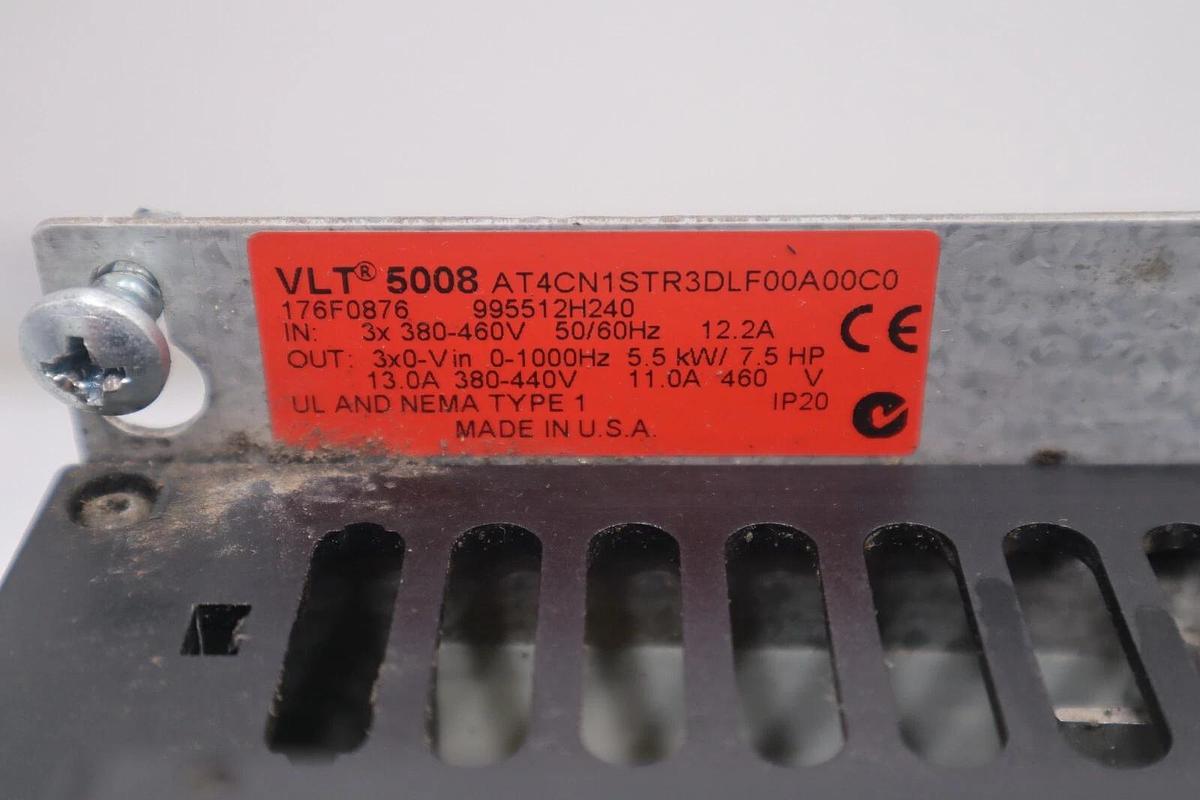 VLT® 5008 AT4CN1STR3DLF00A00C0
176F0876 995512H240
IN: 3x 380-460V 50/60Hz 12.2A
OUT: 3x0-Vin 0-1000Hz 5.5 kW/ 7.5 HP
13.0A 380-440V 11.0A 460 V
UL AND NEMA TYPE 1 IP20
MADE IN U.S.A.
CE